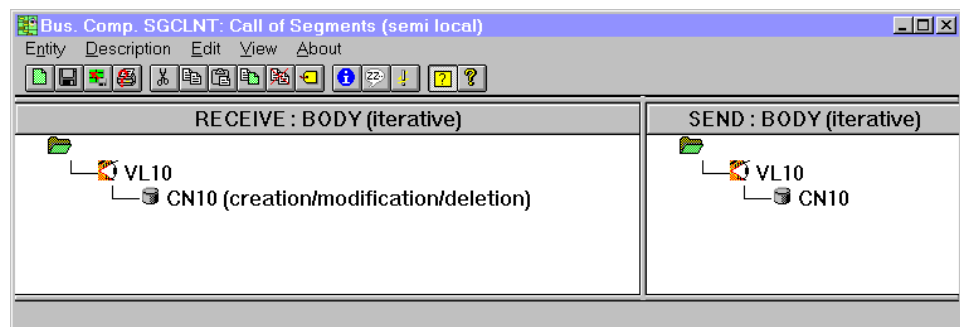 Bus. Comp. SGCLNT: Call of Segments (semi local)
Entity Description Edit View About
RECEIVE : BODY (iterative) SEND : BODY (iterative)
VL10 VL10
CN10 (creation/modification/deletion) CN10